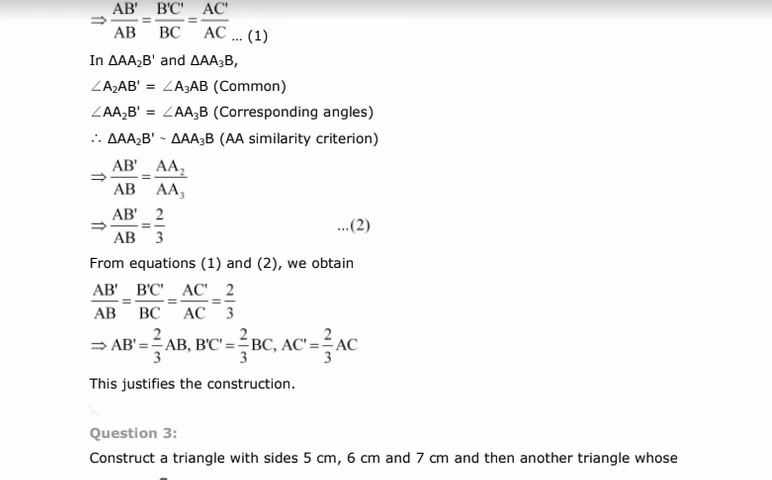 ⇒ AB'/AB = B'C'/BC = AC'/AC ... (1)
In ΔAA₂B' and ΔAA₃B,
∠A₂AB' = ∠A₃AB (Common)
∠AA₂B' = ∠AA₃B (Corresponding angles)
∴ ΔAA₂B' ~ ΔAA₃B (AA similarity criterion)
⇒ AB'/AB = AA₂/AA₃
⇒ AB'/AB = 2/3 ...(2)
From equations (1) and (2), we obtain
AB'/AB = B'C'/BC = AC'/AC = 2/3
⇒ AB' = 2/3 AB, B'C' = 2/3 BC, AC' = 2/3 AC
This justifies the construction.
Question 3:
Construct a triangle with sides 5 cm, 6 cm and 7 cm and then another triangle whose